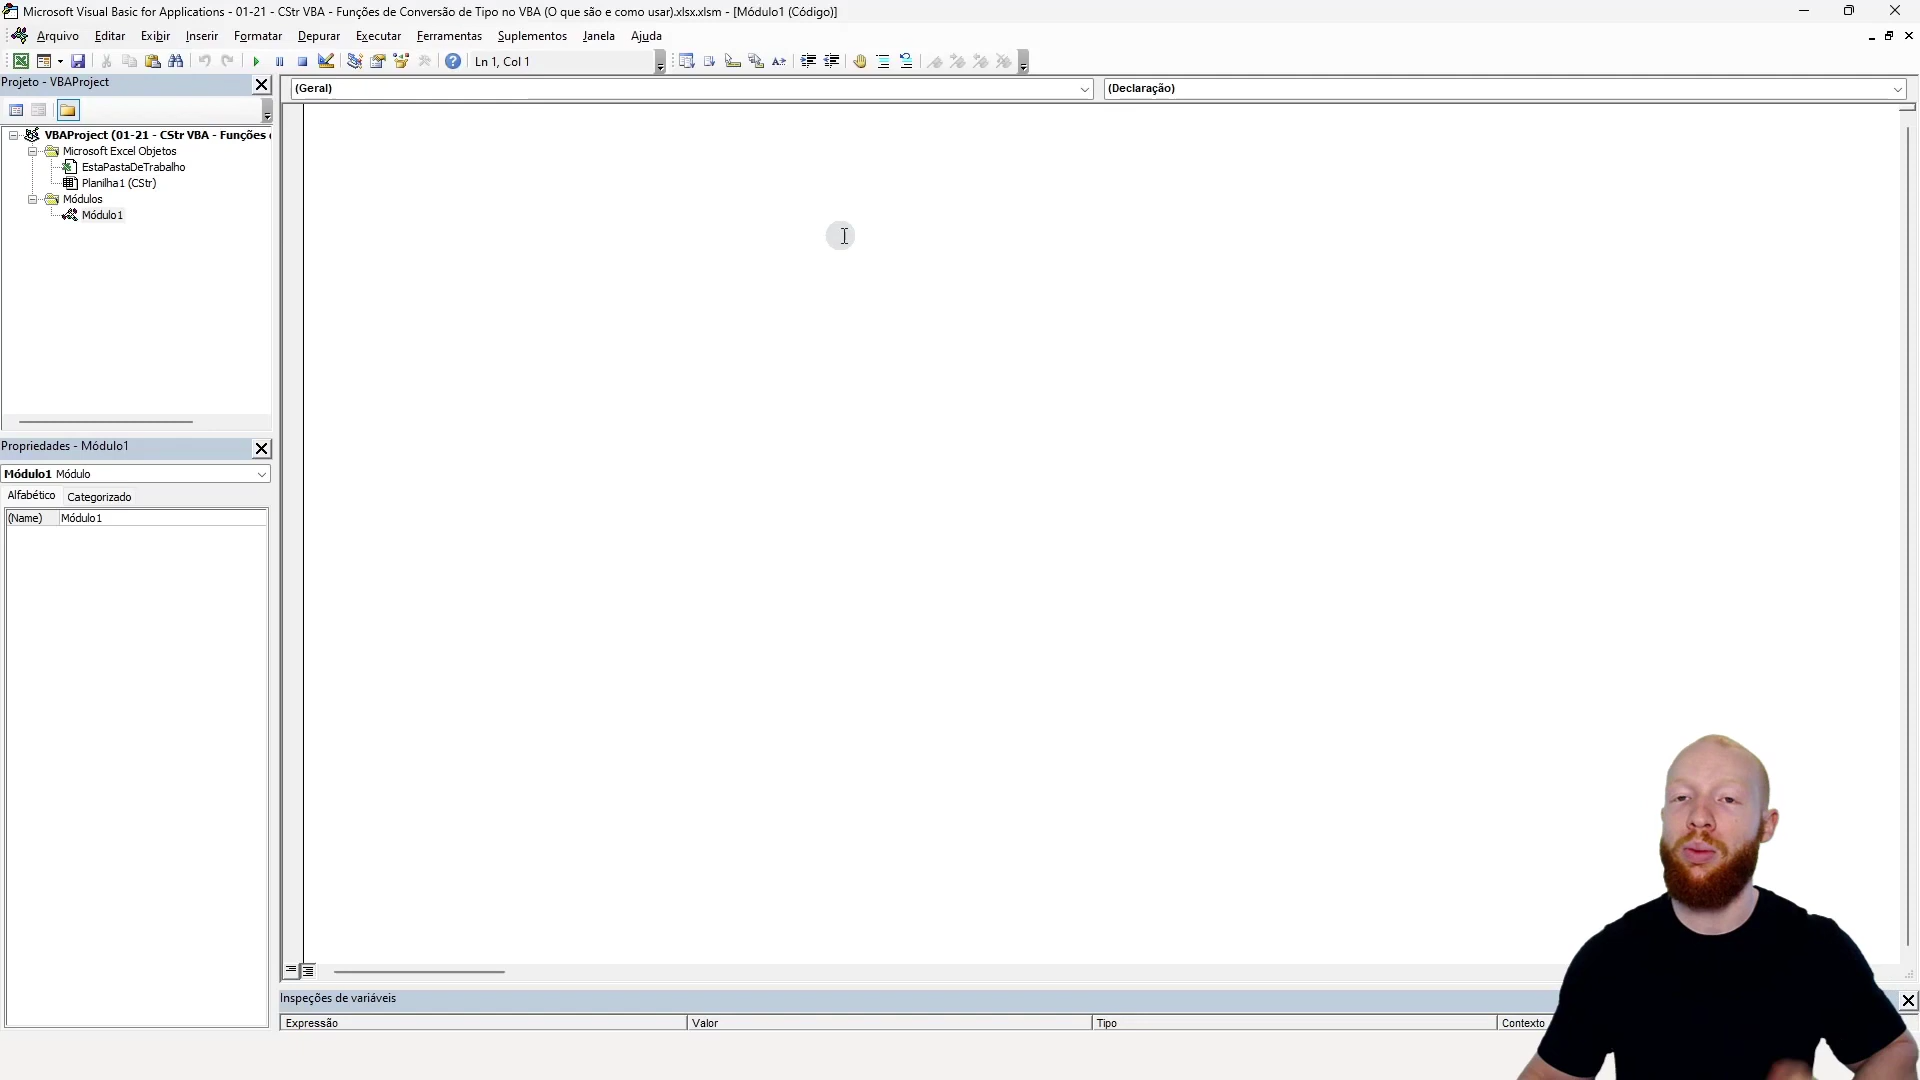 Microsoft Visual Basic for Applications - 01-21 - CStr VBA - Funções de Conversão de Tipo no VBA (O que são e como usar).xlsx.xlsm - [Módulo1 (Código)]
Arquivo Editar Exibir Inserir Formatar Depurar Executar Ferramentas Suplementos Janela Ajuda
Ln 1, Col 1
Projeto - VBAProject
(Geral) (Declaração)
VBAProject (01-21 - CStr VBA - Funções
Microsoft Excel Objetos
EstaPastaDeTrabalho
Planilha1 (CStr)
Módulos
Módulo1
Propriedades - Módulo1
Módulo1 Módulo
Alfabético Categorizado
(Name) Módulo1
Inspeções de variáveis
Expressão Valor Tipo Contexto